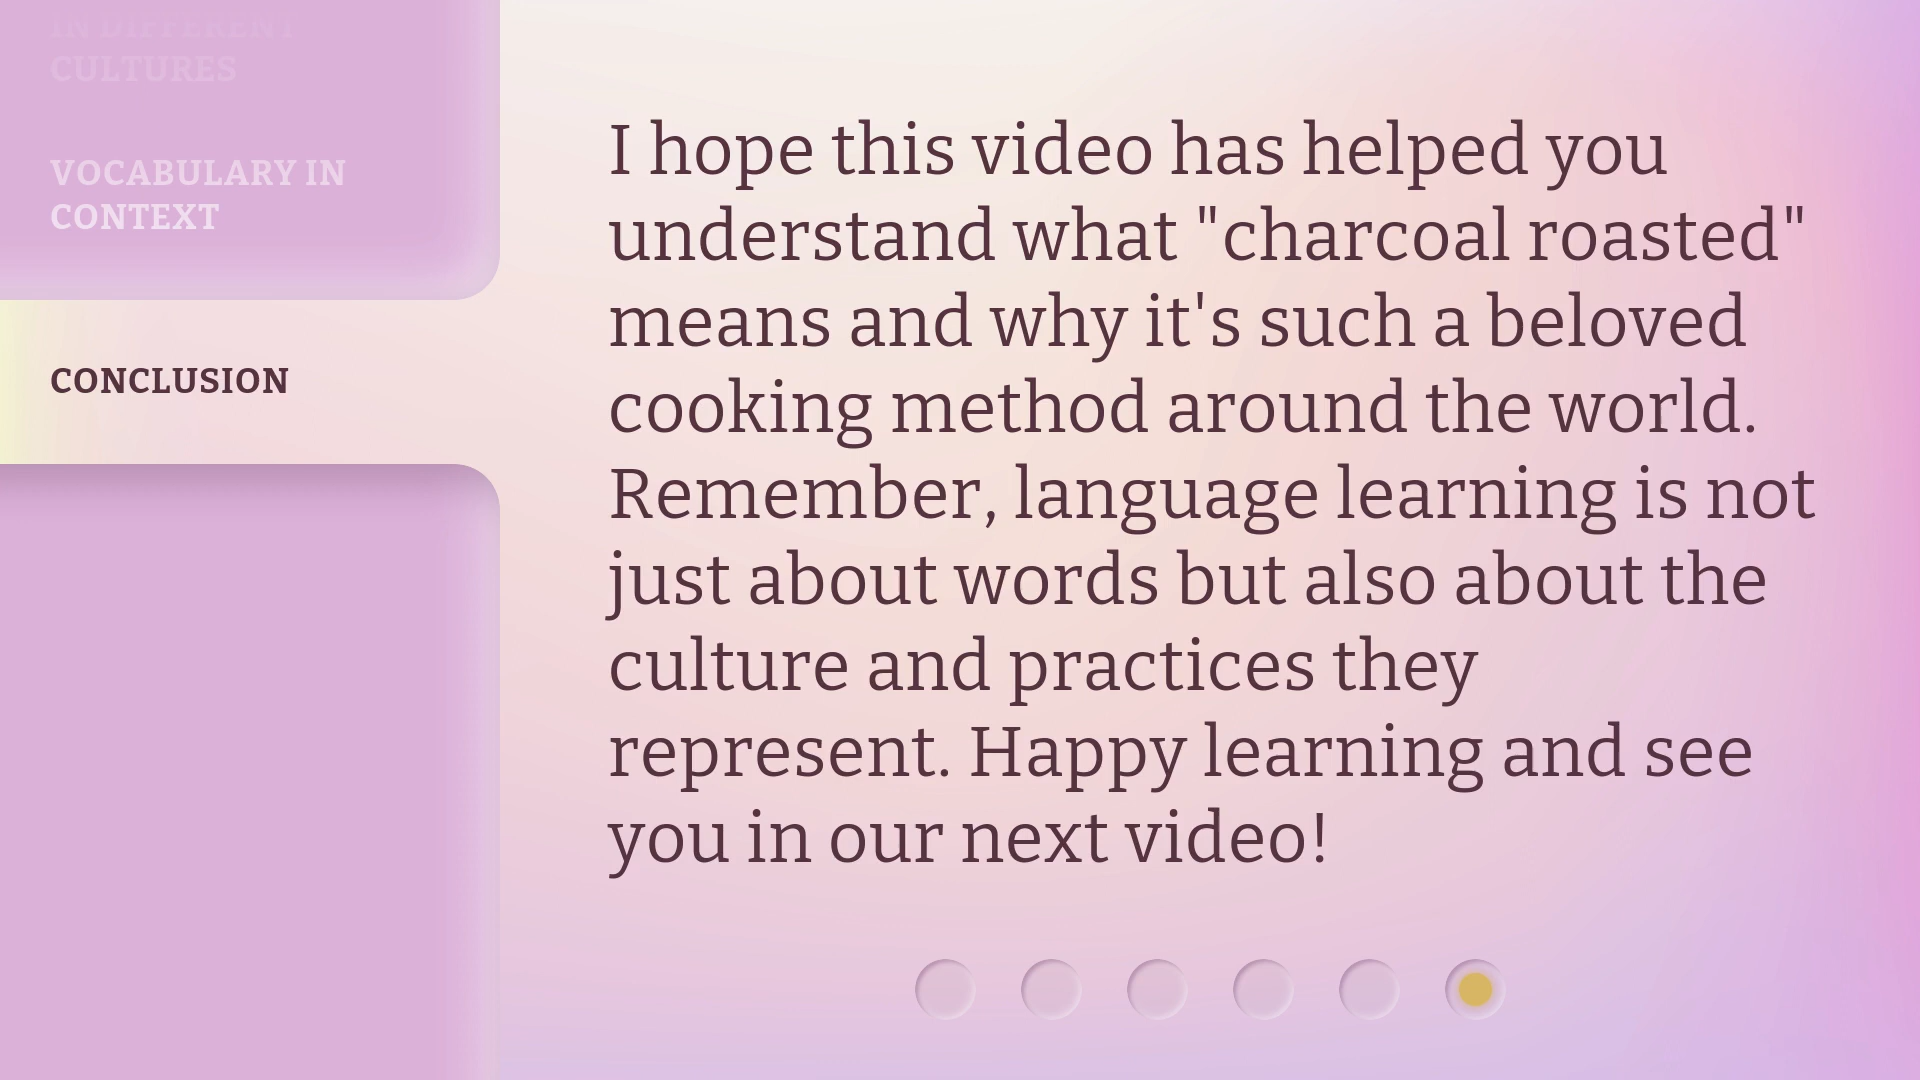 IN DIFFERENT
CULTURES
VOCABULARY IN
CONTEXT
CONCLUSION
I hope this video has helped you
understand what "charcoal roasted"
means and why it's such a beloved
cooking method around the world.
Remember, language learning is not
just about words but also about the
culture and practices they
represent. Happy learning and see
you in our next video!